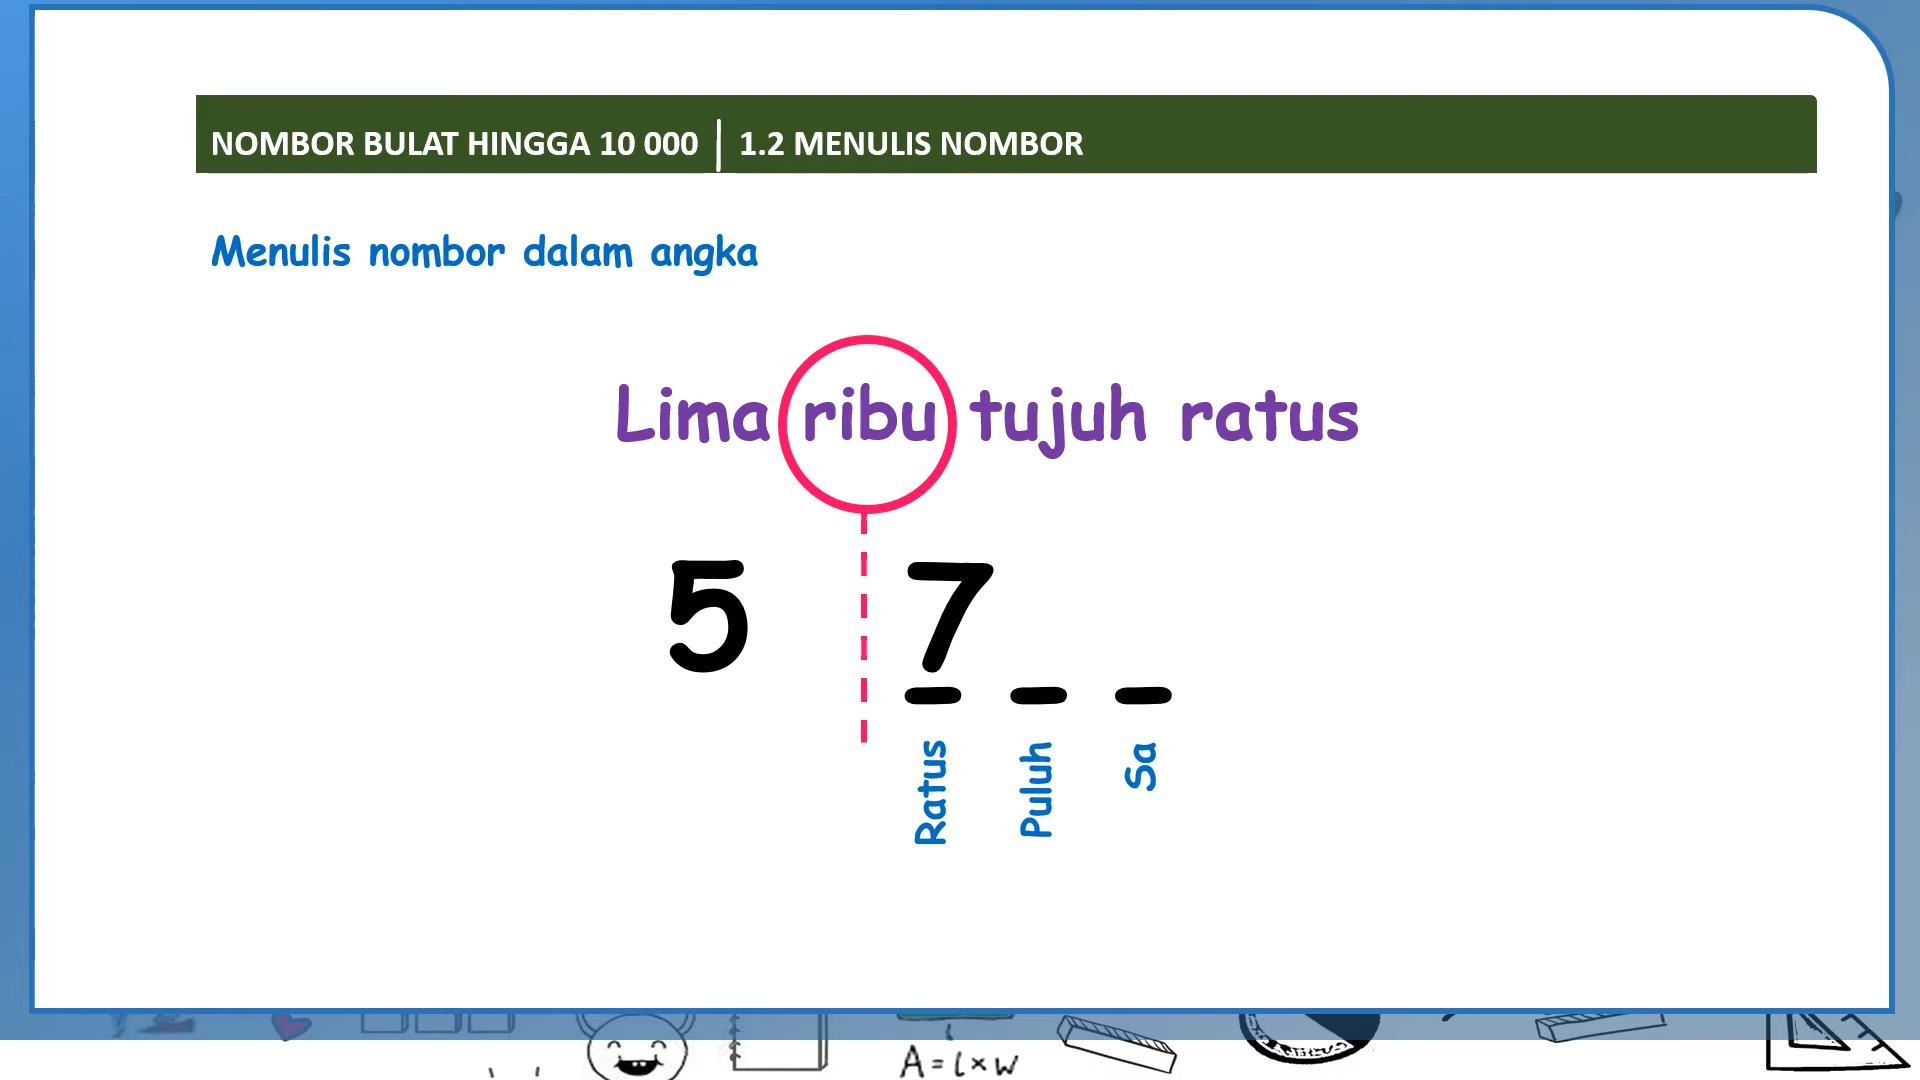 NOMBOR BULAT HINGGA 10 000 | 1.2 MENULIS NOMBOR
Menulis nombor dalam angka
Lima ribu tujuh ratus
5 7
_ _ _
Ratus Puluh Sa
A = l × w